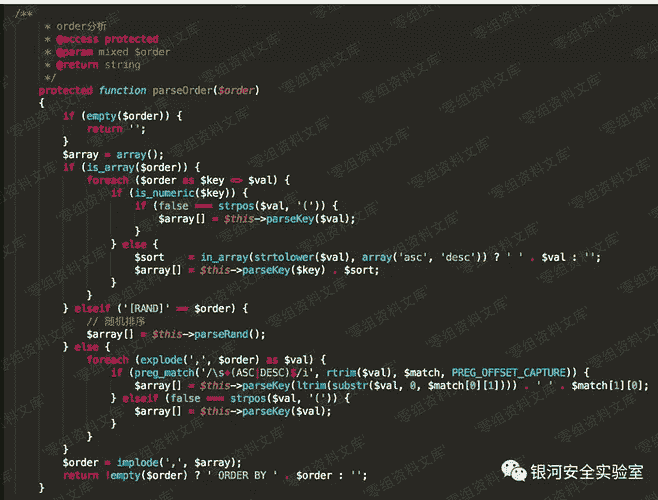 /**
 * order分析
 * @access protected
 * @param mixed $order
 * @return string
 */
protected function parseOrder($order)
{
    if (empty($order)) {
        return '';
    }
    $array = array();
    if (is_array($order)) {
        foreach ($order as $key => $val) {
            if (is_numeric($key)) {
                if (false === strpos($val, '(')) {
                    $array[] = $this->parseKey($val);
                }
            } else {
                $sort    = in_array(strtolower($val), array('asc', 'desc')) ? ' ' . $val : '';
                $array[] = $this->parseKey($key) . $sort;
            }
        }
    } elseif ('[RAND]' == $order) {
        // 随机排序
        $array[] = $this->parseRand();
    } else {
        foreach (explode(',', $order) as $val) {
            if (preg_match('/\s+(ASC|DESC)$/i', rtrim($val), $match, PREG_OFFSET_CAPTURE)) {
                $array[] = $this->parseKey(ltrim(substr($val, 0, $match[0][1]))) . ' ' . $match[1][0];
            } elseif (false === strpos($val, '(')) {
                $array[] = $this->parseKey($val);
            }
        }
    }
    $order = implode(',', $array);
    return !empty($order) ? ' ORDER BY ' . $order : '';
}
银河安全实验室
零组资料文库